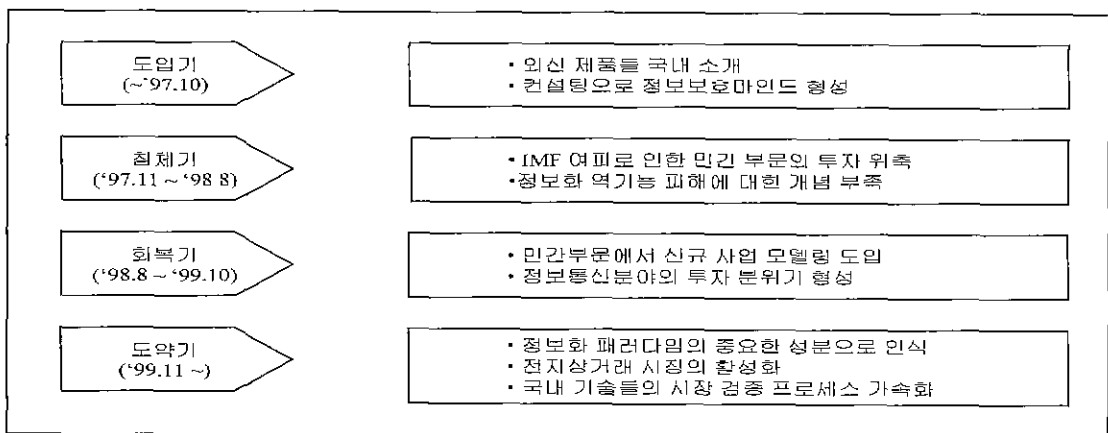 도입기
(~'97.10)
• 외신 제품들 국내 소개
• 컨설팅으로 정보보호마인드 형성
침체기
('97.11 ~ '98 8)
• IMF 여피로 인한 민간 부문의 투자 위축
•정보화 역기능 피해에 대한 개념 부족
회복기
('98.8 ~ '99.10)
• 민간부문에서 신규 사업 모델링 도입
• 정보통신분야의 투자 분위기 형성
도약기
('99.11 ~)
• 정보화 패러다임의 중요한 성분으로 인식
• 전지상거래 시징의 활성화
• 국내 기술들의 시장 검증 프로세스 가속화